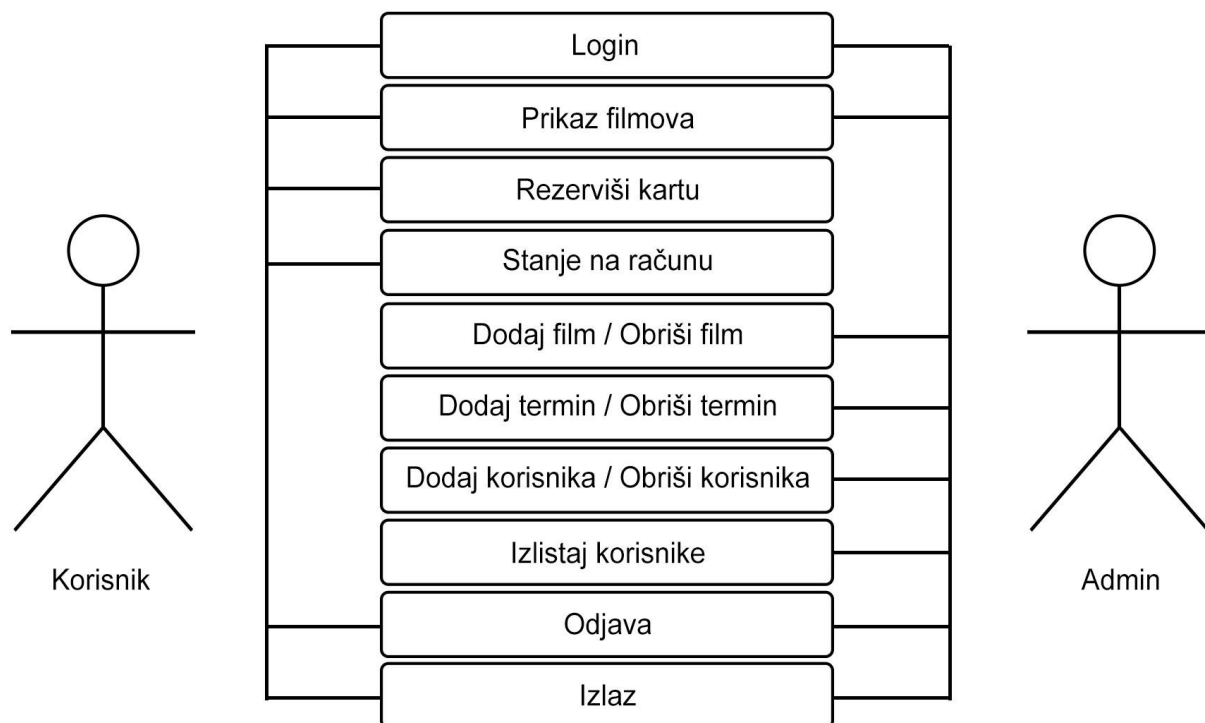 Login
Prikaz filmova
Rezerviši kartu
Stanje na računu
Dodaj film / Obriši film
Dodaj termin / Obriši termin
Dodaj korisnika / Obriši korisnika
Izlistaj korisnike
Odjava
Izlaz
Korisnik
Admin